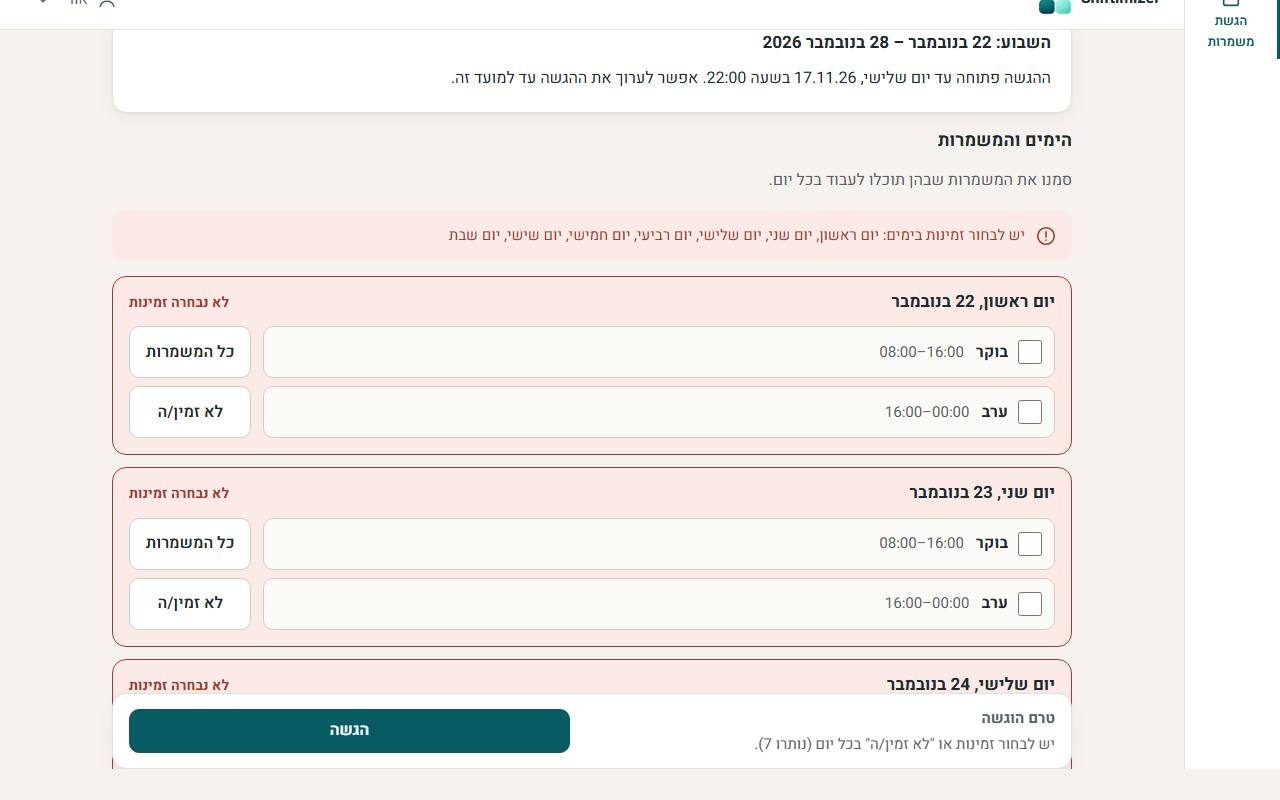 הגשת
משמרות
השבוע: 22 בנובמבר – 28 בנובמבר 2026
ההגשה פתוחה עד יום שלישי, 17.11.26 בשעה 22:00. אפשר לערוך את ההגשה עד למועד זה.
הימים והמשמרות
סמנו את המשמרות שבהן תוכלו לעבוד בכל יום.
יש לבחור זמינות בימים: יום ראשון, יום שני, יום שלישי, יום רביעי, יום חמישי, יום שישי, יום שבת
יום ראשון, 22 בנובמבר
לא נבחרה זמינות
בוקר 08:00–16:00
כל המשמרות
ערב 16:00–00:00
לא זמין/ה
יום שני, 23 בנובמבר
לא נבחרה זמינות
בוקר 08:00–16:00
כל המשמרות
ערב 16:00–00:00
לא זמין/ה
יום שלישי, 24 בנובמבר
לא נבחרה זמינות
טרם הוגשה
יש לבחור זמינות או "לא זמין/ה" בכל יום (נותרו 7).
הגשה